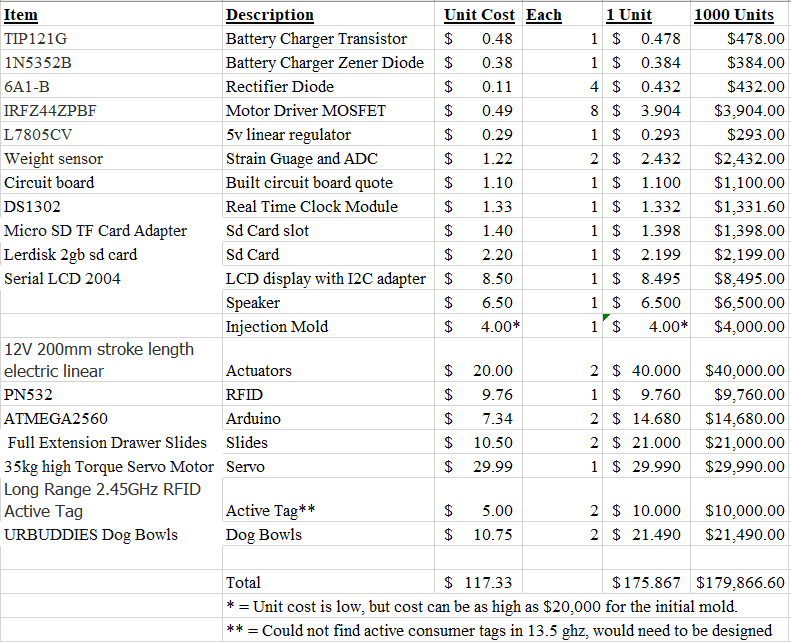 Item Description Unit Cost Each 1 Unit 1000 Units
TIP121G Battery Charger Transistor $ 0.48 1 $ 0.478 $478.00
1N5352B Battery Charger Zener Diode $ 0.38 1 $ 0.384 $384.00
6A1-B Rectifier Diode $ 0.11 4 $ 0.432 $432.00
IRFZ44ZPBF Motor Driver MOSFET $ 0.49 8 $ 3.904 $3,904.00
L7805CV 5v linear regulator $ 0.29 1 $ 0.293 $293.00
Weight sensor Strain Guage and ADC $ 1.22 2 $ 2.432 $2,432.00
Circuit board Built circuit board quote $ 1.10 1 $ 1.100 $1,100.00
DS1302 Real Time Clock Module $ 1.33 1 $ 1.332 $1,331.60
Micro SD TF Card Adapter Sd Card slot $ 1.40 1 $ 1.398 $1,398.00
Lerdisk 2gb sd card Sd Card $ 2.20 1 $ 2.199 $2,199.00
Serial LCD 2004 LCD display with I2C adapter $ 8.50 1 $ 8.495 $8,495.00
Speaker $ 6.50 1 $ 6.500 $6,500.00
Injection Mold $ 4.00* 1 $ 4.00* $4,000.00
12V 200mm stroke length
electric linear Actuators $ 20.00 2 $ 40.000 $40,000.00
PN532 RFID $ 9.76 1 $ 9.760 $9,760.00
ATMEGA2560 Arduino $ 7.34 2 $ 14.680 $14,680.00
Full Extension Drawer Slides Slides $ 10.50 2 $ 21.000 $21,000.00
35kg high Torque Servo Motor Servo $ 29.99 1 $ 29.990 $29,990.00
Long Range 2.45GHz RFID
Active Tag Active Tag** $ 5.00 2 $ 10.000 $10,000.00
URBUDDIES Dog Bowls Dog Bowls $ 10.75 2 $ 21.490 $21,490.00
Total $ 117.33 $175.867 $179,866.60
* = Unit cost is low, but cost can be as high as $20,000 for the initial mold.
** = Could not find active consumer tags in 13.5 ghz, would need to be designed